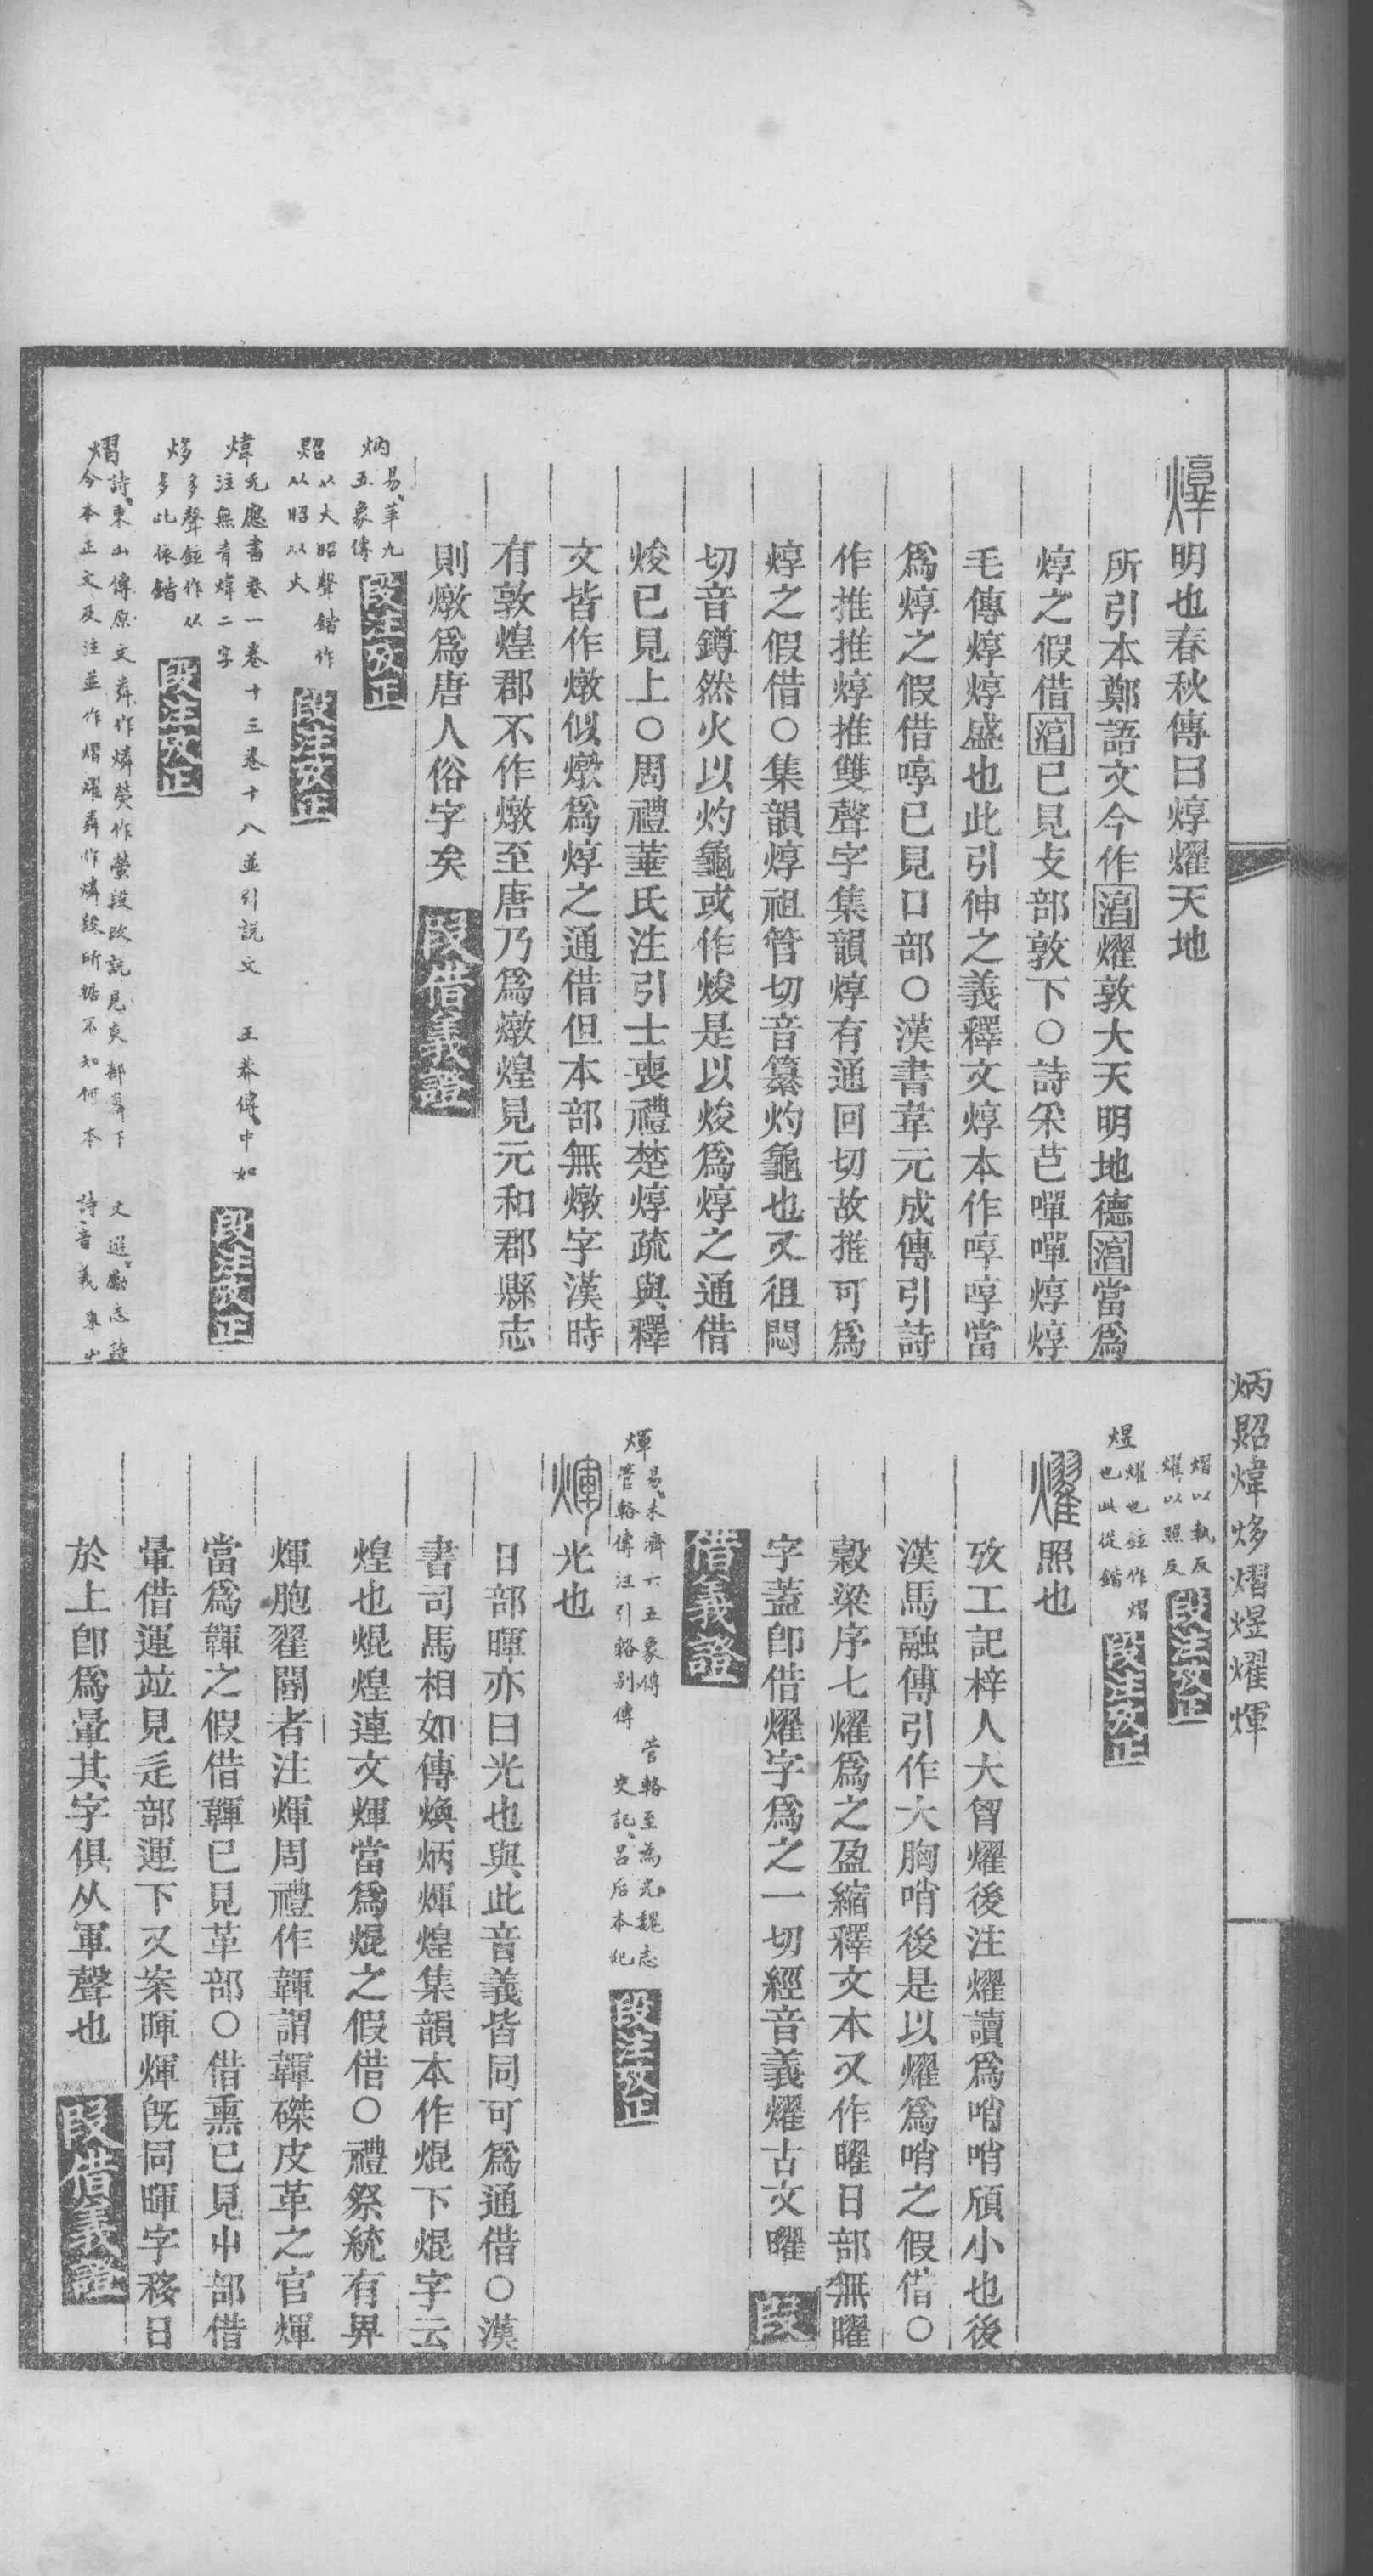 焞明也春秋傳曰焞燿天地
所引本鄭語文今作湻燿敦大天明地德湻當爲
焞之假借湻已見攴部敦下○詩采芑嘽嘽焞焞
毛傳焞焞盛也此引伸之義釋文焞本作啍啍當
爲焞之假借啍已見口部○漢書韋元成傳引詩
作推推焞推雙聲字集韻焞有通回切故推可爲
焞之假借○集韻焞祖管切音纂灼龜也又徂悶
切音鐏然火以灼龜或作焌是以焌爲焞之通借
焌已見上○周禮菙氏注引士喪禮楚焞疏與釋
文皆作燉似燉爲焞之通借但本部無燉字漢時
有敦煌郡不作燉至唐乃爲燉煌見元和郡縣志
則燉爲唐人俗字矣 段借義證
炳 易、革九五象傳 段注攷正
照 从火昭聲鍇作从昭从火 段注攷正
煒 旡應書卷一卷十三卷十八並引說文 王莽傳、中如注無青煒二字 段注攷正
㶴 多聲鉉作从多此依鍇 段注攷正
熠 詩、東山傳原文粦作燐熒作螢段改説見炎部粦下 文選、勵志詩
今本正文及注並作熠燿粦作燐段所據不知何本 詩音義東山
炳照煒㶴熠煜燿煇
熠以執反
燿以照反 段注攷正
煜 燿也鉉作熠也此從鍇 段注攷正
燿照也
攷工記梓人大胷燿後注燿讀爲哨哨頎小也後
漢馬融傳引作大胸哨後是以燿爲哨之假借○
穀梁序七燿爲之盈縮釋文本又作曜日部無曜
字蓋卽借燿字爲之一切經音義燿古文曜 段
借義證
煇 易、未濟六五象傳 管輅至爲光、魏志
管輅傳注引輅别傳 史記、呂后本紀 段注攷正
煇光也
日部暉亦曰光也與此音義皆同可爲通借○漢
書司馬相如傳煥炳煇煌集韻本作焜下焜字云
煌也焜煌連文煇當爲焜之假借○禮祭統有畀
煇胞翟閽者注煇周禮作韗謂韗磔皮革之官煇
當爲韗之假借韗已見革部○借熏已見屮部借
暈借運竝見辵部運下又案暉煇旣同暉字移日
於上卽爲暈其字俱从軍聲也 段借義證